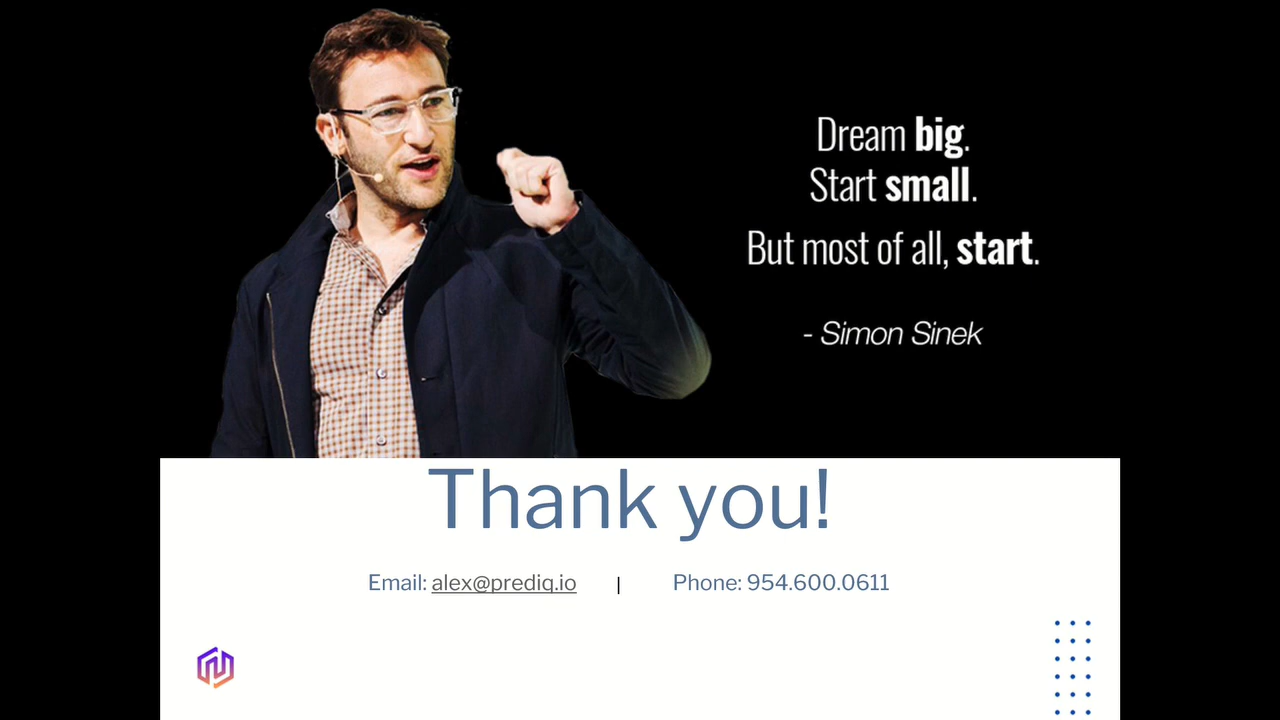 Dream big.
Start small.
But most of all, start.
- Simon Sinek
Thank you!
Email: alex@prediq.io | Phone: 954.600.0611